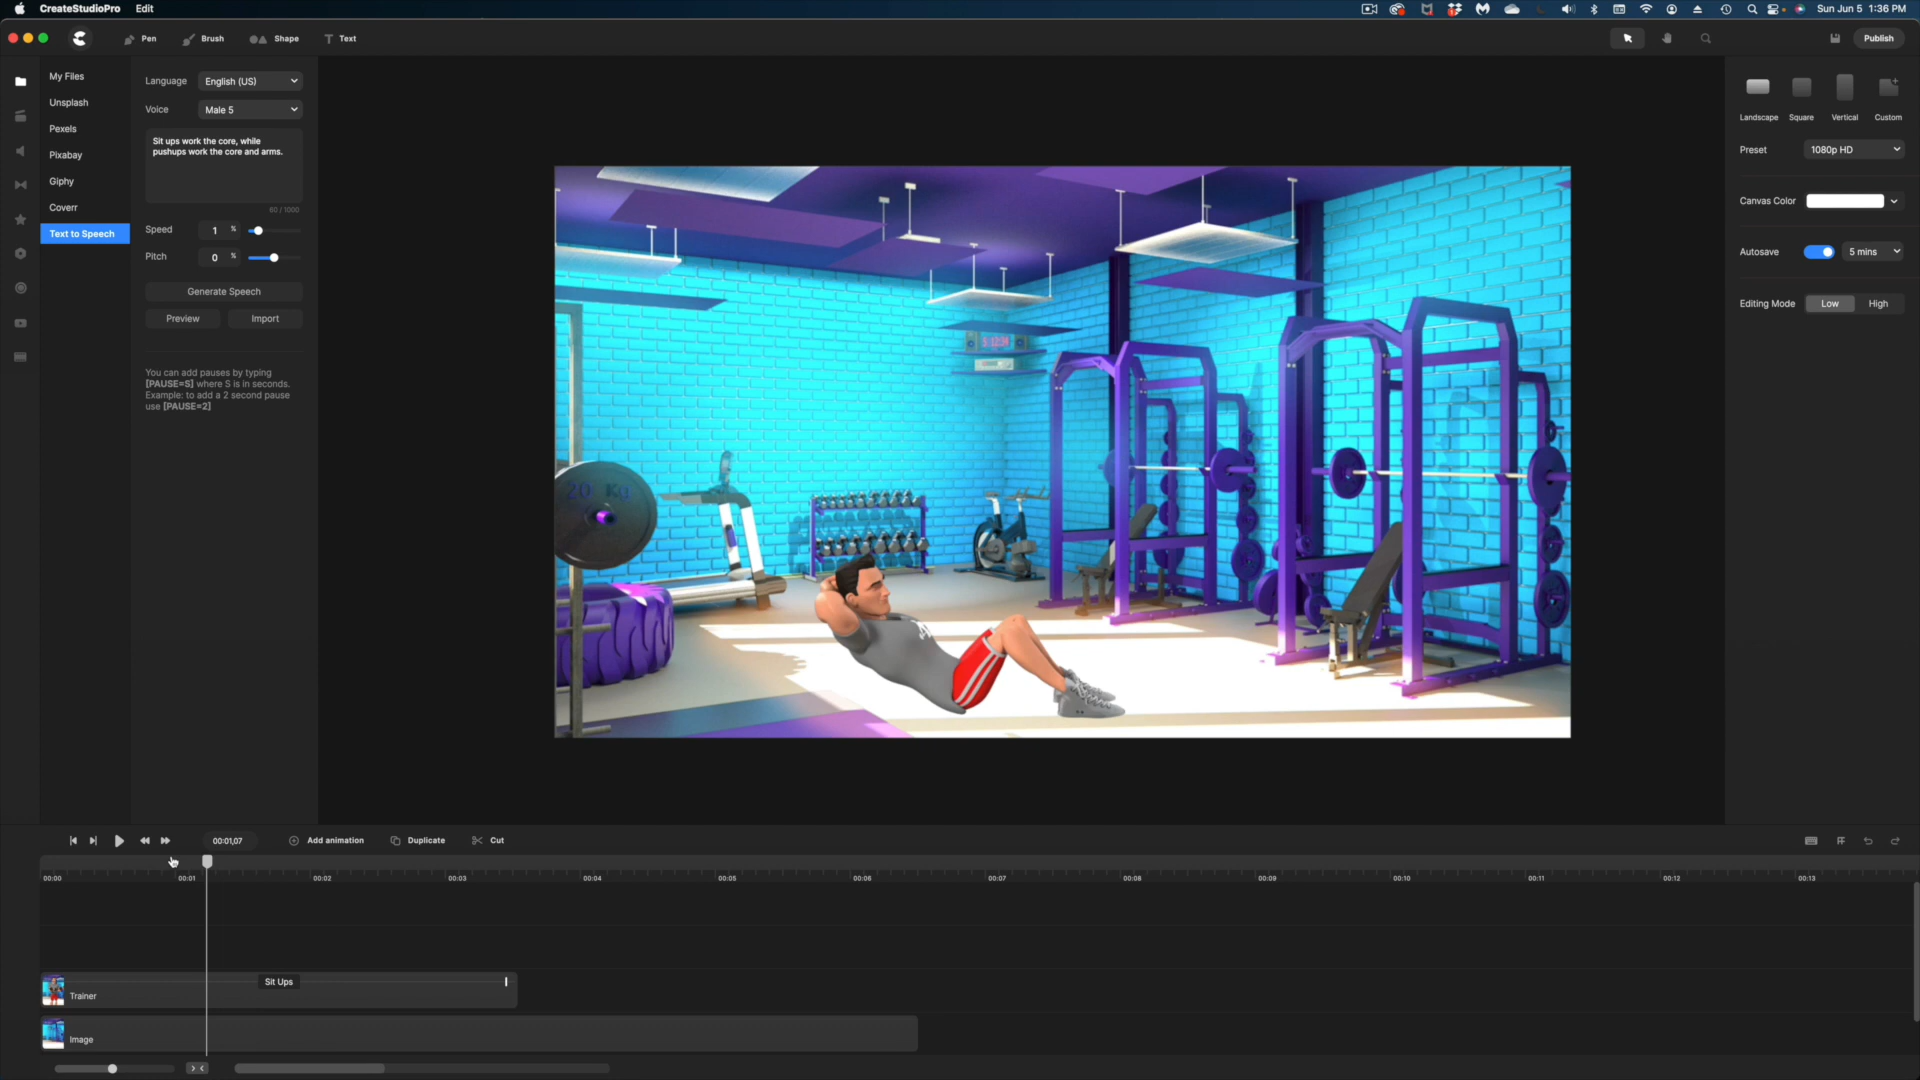 CreateStudioPro Edit
Sun Jun 5 1:36 PM
Pen Brush Shape Text
Publish
My Files
Unsplash
Pexels
Pixabay
Giphy
Coverr
Text to Speech
Language English (US)
Voice Male 5
Sit ups work the core, while
pushups work the core and arms.
60 / 1000
Speed 1 %
Pitch 0 %
Generate Speech
Preview Import
You can add pauses by typing
[PAUSE=S] where S is in seconds.
Example: to add a 2 second pause
use [PAUSE=2]
20 Kg
5:12:34
Landscape Square Vertical Custom
Preset 1080p HD
Canvas Color
Autosave 5 mins
Editing Mode Low High
00:01,07 Add animation Duplicate Cut
00:00 00:01 00:02 00:03 00:04 00:05 00:06 00:07 00:08 00:09 00:10 00:11 00:12 00:13
Sit Ups
Trainer
Image